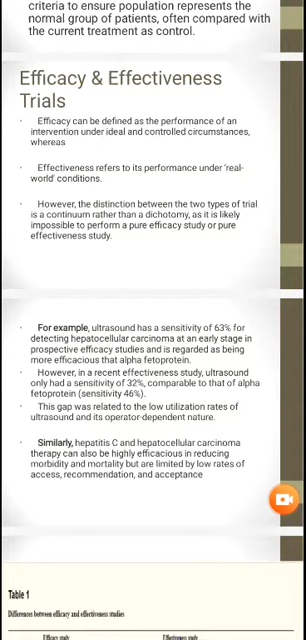 criteria to ensure population represents the
normal group of patients, often compared with
the current treatment as control.
Efficacy & Effectiveness
Trials
• Efficacy can be defined as the performance of an
intervention under ideal and controlled circumstances,
whereas
• Effectiveness refers to its performance under 'real-
world' conditions.
• However, the distinction between the two types of trial
is a continuum rather than a dichotomy, as it is likely
impossible to perform a pure efficacy study or pure
effectiveness study.
• For example, ultrasound has a sensitivity of 63% for
detecting hepatocellular carcinoma at an early stage in
prospective efficacy studies and is regarded as being
more efficacious that alpha fetoprotein.
• However, in a recent effectiveness study, ultrasound
only had a sensitivity of 32%, comparable to that of alpha
fetoprotein (sensitivity 46%).
• This gap was related to the low utilization rates of
ultrasound and its operator-dependent nature.
• Similarly, hepatitis C and hepatocellular carcinoma
therapy can also be highly efficacious in reducing
morbidity and mortality but are limited by low rates of
access, recommendation, and acceptance
Table 1
Differences between efficacy and effectiveness studies
Efficacy study Effectiveness study